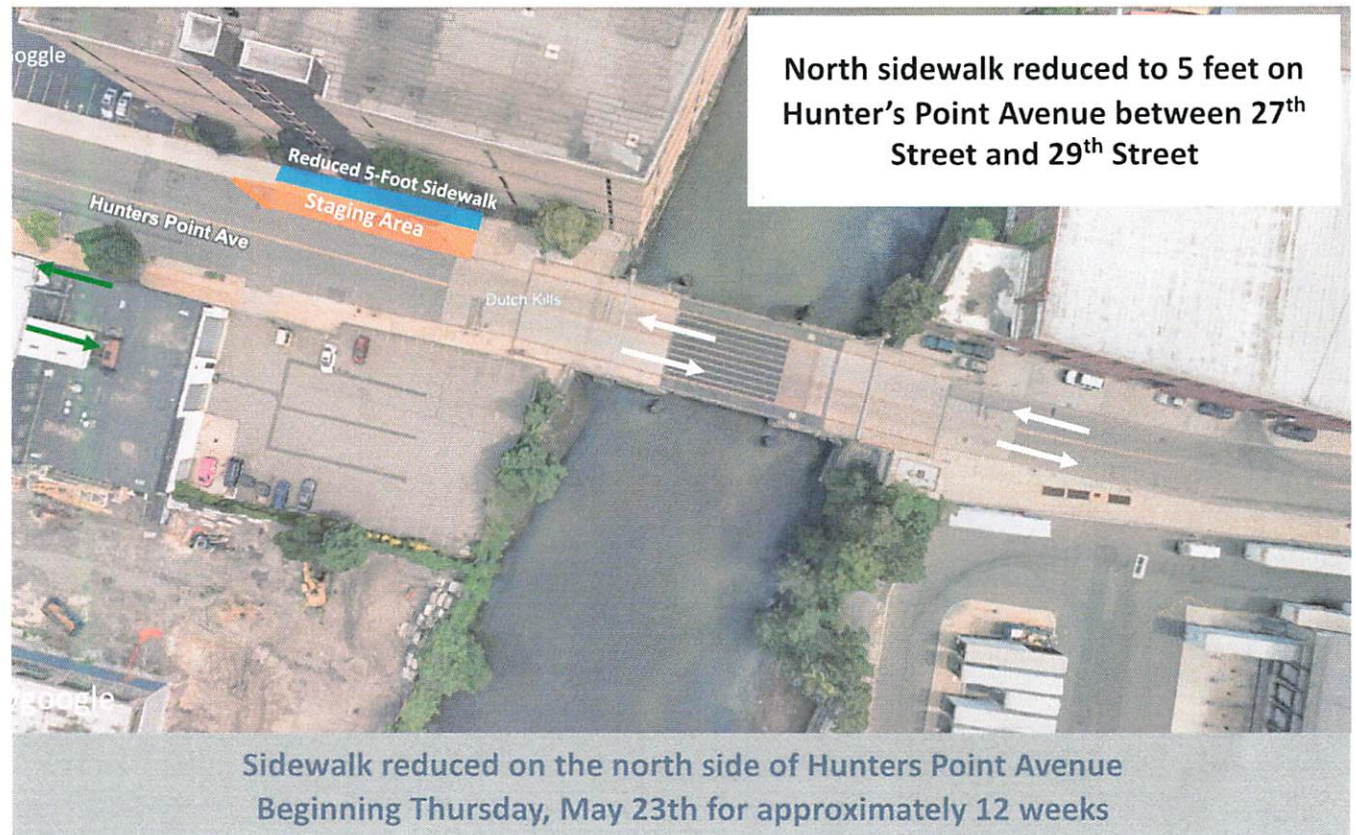 North sidewalk reduced to 5 feet on
Hunter's Point Avenue between 27th
Street and 29th Street
oggle
Reduced 5-Foot Sidewalk
Staging Area
Hunters Point Ave
Dutch Kills
google
Sidewalk reduced on the north side of Hunters Point Avenue
Beginning Thursday, May 23th for approximately 12 weeks